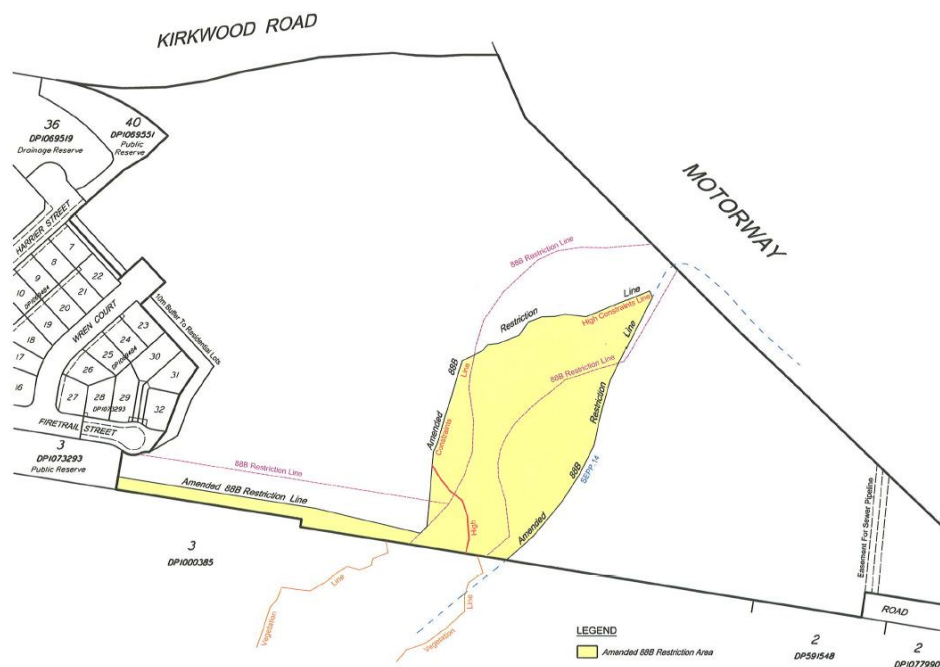 KIRKWOOD ROAD
36
DP1069519
Drainage Reserve
40
DP1069551
Public
Reserve
MOTORWAY
HARRIER STREET
7
8
9
10
22
21
20
19
18
17
16
WREN COURT
10m Buffer To Residential Lots
23
24
25
26
30
31
27
28
29
32
DP1073293
FIRETRAIL STREET
3
DP1073293
Public Reserve
88B Restriction Line
88B Restriction Line
88B Restriction Line
Amended 88B Restriction Line
Amended 88B Restriction Line
High Constraints Line
High Constraints Line
Amended 88B Restriction Line
SEPP 14
3
DP1000385
Vegetation Line
Vegetation Line
Easement For Sewer Pipeline
ROAD
2
DP591548
2
DP1077990
LEGEND
Amended 88B Restriction Area